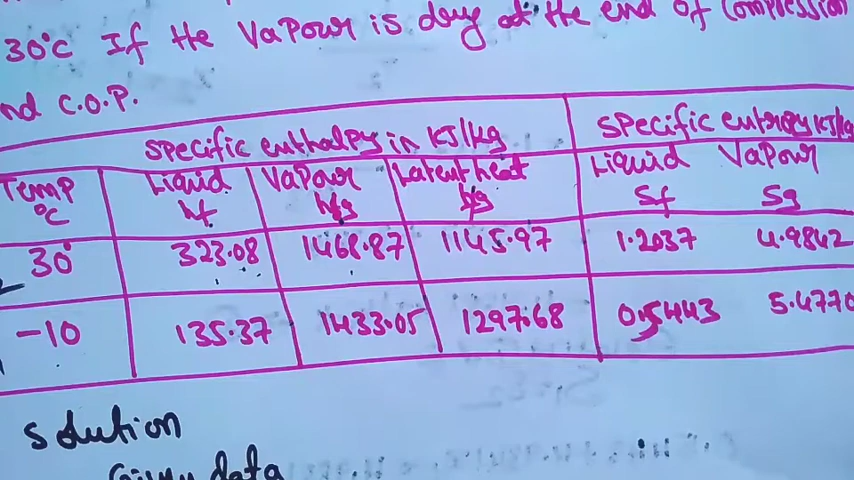 30°C If the Vapour is dry at the end of Compression
nd C.O.P.
Specific enthalpy in KJ/kg Specific entropy KJ/kg
Temp °C Liquid hf Vapour hg Latent heat hfg Liquid Sf Vapour Sg
30° 323.08 1468.87 1145.97 1.2037 4.9842
-10 135.37 1433.05 1297.68 0.5443 5.4770
Solution
Given data